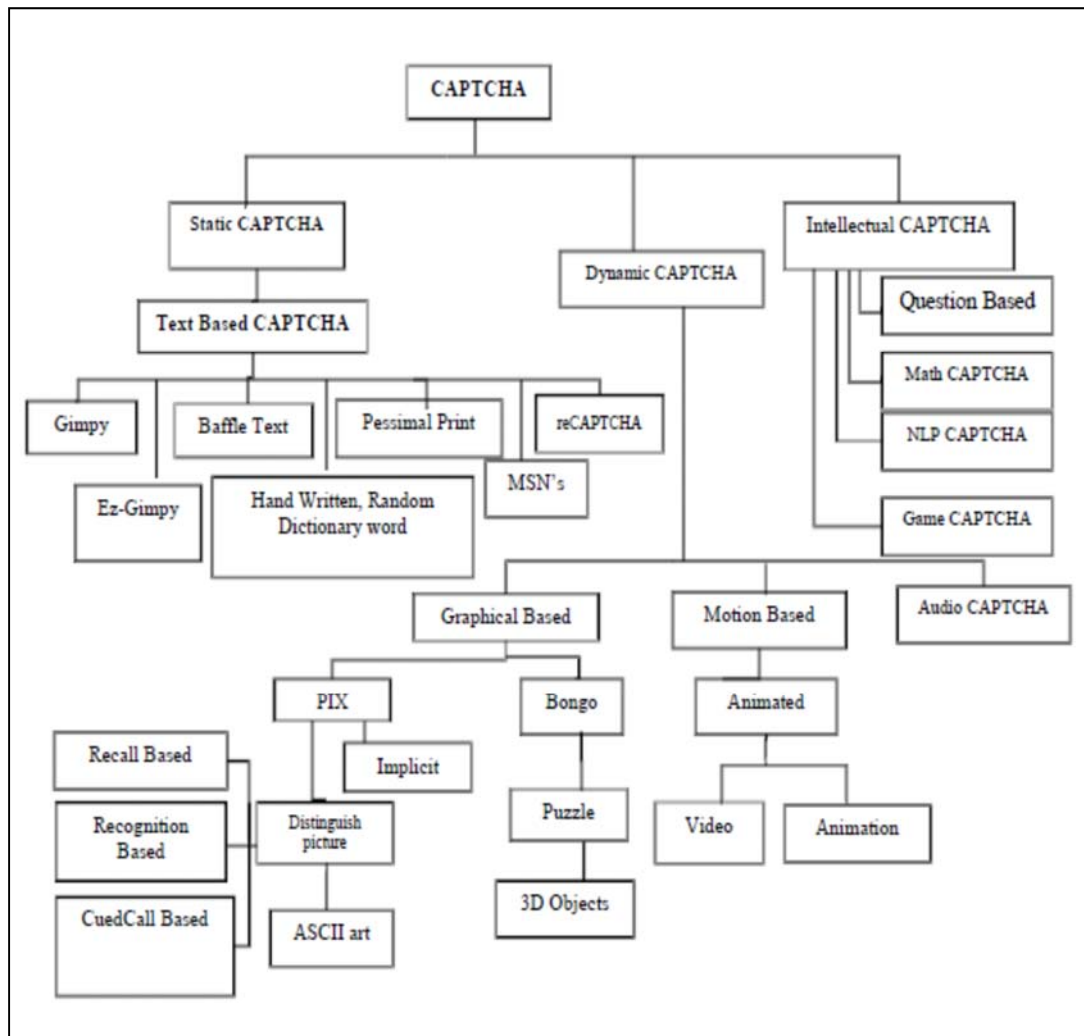 CAPTCHA
Static CAPTCHA
Dynamic CAPTCHA
Intellectual CAPTCHA
Text Based CAPTCHA
Question Based
Math CAPTCHA
NLP CAPTCHA
Game CAPTCHA
Gimpy
Baffle Text
Pessimal Print
reCAPTCHA
Ez-Gimpy
Hand Written, Random
Dictionary word
MSN's
Graphical Based
Motion Based
Audio CAPTCHA
PIX
Implicit
Bongo
Animated
Recall Based
Recognition
Based
CuedCall Based
Distinguish
picture
ASCII art
Puzzle
3D Objects
Video
Animation